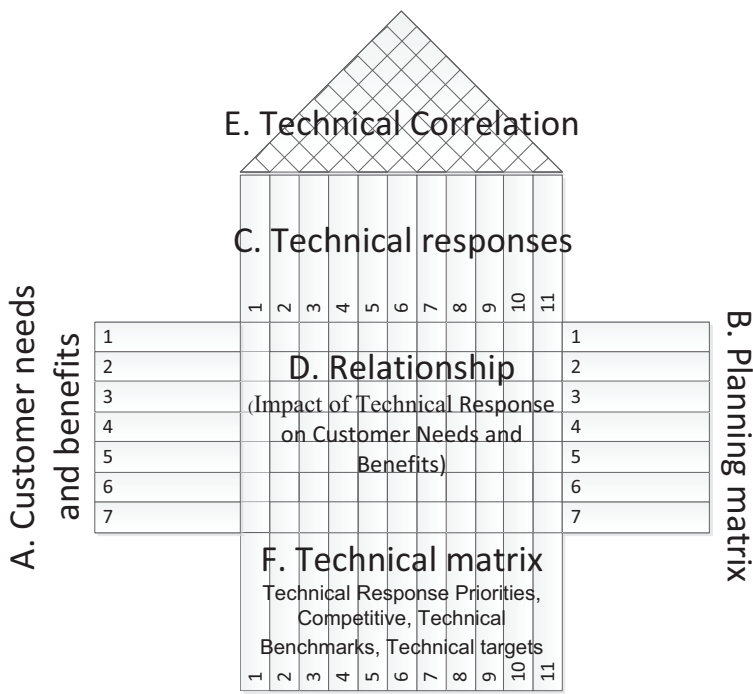 E. Technical Correlation
C. Technical responses
1 2 3 4 5 6 7 8 9 10 11
A. Customer needs
and benefits
1
2
3
4
5
6
7
D. Relationship
(Impact of Technical Response
on Customer Needs and
Benefits)
1
2
3
4
5
6
7
B. Planning matrix
F. Technical matrix
Technical Response Priorities,
Competitive, Technical
Benchmarks, Technical targets
1 2 3 4 5 6 7 8 9 10 11